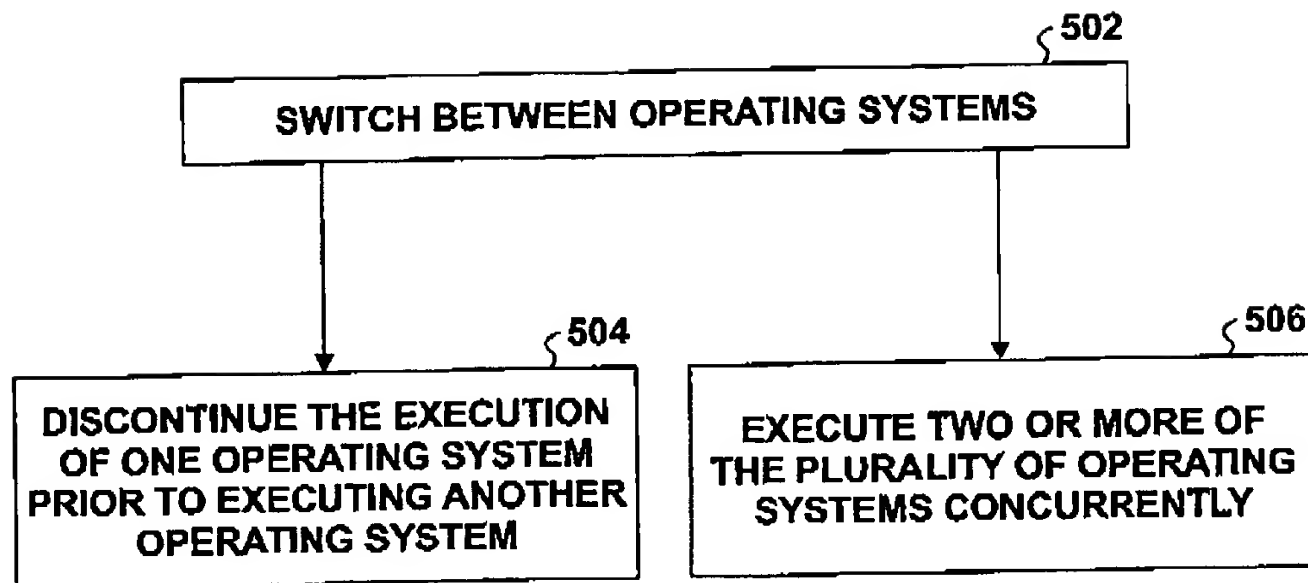 502
SWITCH BETWEEN OPERATING SYSTEMS
504
DISCONTINUE THE EXECUTION
OF ONE OPERATING SYSTEM
PRIOR TO EXECUTING ANOTHER
OPERATING SYSTEM
506
EXECUTE TWO OR MORE OF
THE PLURALITY OF OPERATING
SYSTEMS CONCURRENTLY